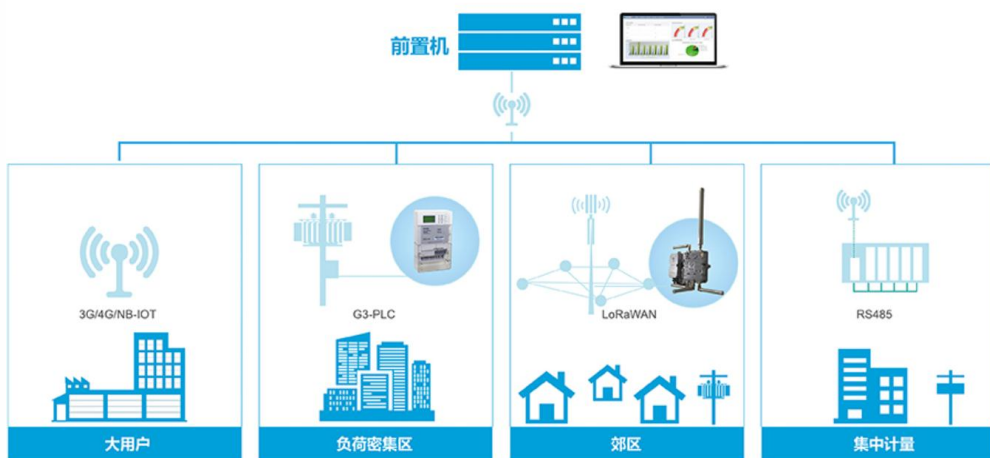 前置机
3G/4G/NB-IOT
G3-PLC
LoRaWAN
RS485
大用户
负荷密集区
郊区
集中计量